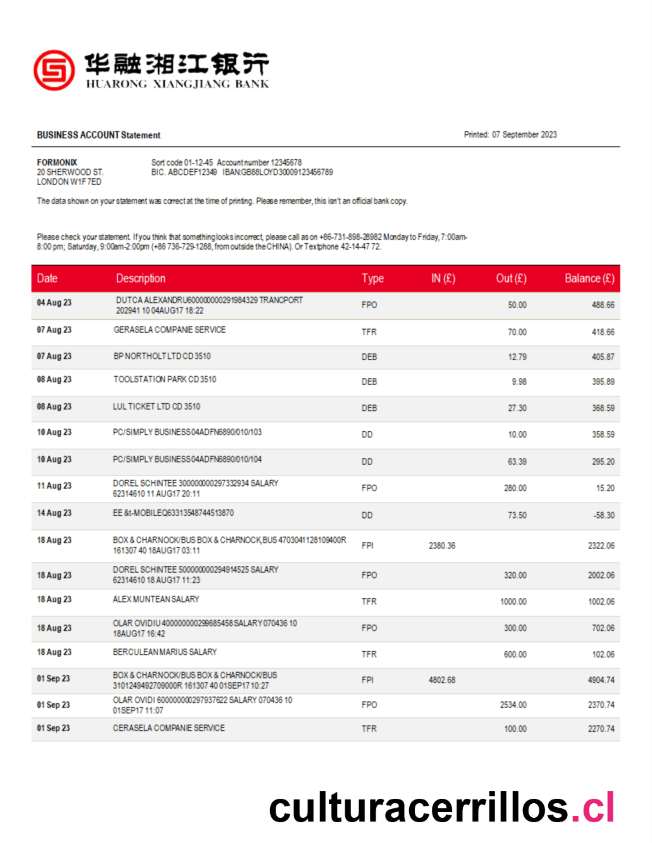 华融湘江银行
HUARONG XIANGJIANG BANK
BUSINESS ACCOUNT Statement
Printed: 07 September 2023
FORMONIX
Sort code 01-12-45 Account number 12345678
20 SHERWOOD ST.
BIC. ABCDEF12349 IBAN:GB88LOYD30009123456789
LONDON W1F 7ED
The data shown on your statement was correct at the time of printing. Please remember, this isn't an official bank copy.
Please check your statement. If you think that something looks incorrect, please call as on +86-731-898-28982 Monday to Friday, 7:00am-
8:00 pm; Saturday, 9:00am-2:00pm (+86 736-729-1288, from outside the CHINA). Or Textphone 42-14-47 72.
Date Description Type IN (£) Out (£) Balance (£)
04 Aug 23 DUTCA ALEXANDRU600000000291984329 TRANCPORT FPO 50.00 488.66
202941 10 04AUG17 18:22
07 Aug 23 GERASELA COMPANIE SERVICE TFR 70.00 418.66
07 Aug 23 BP NORTHOLT LTD CD 3510 DEB 12.79 405.87
08 Aug 23 TOOLSTATION PARK CD 3510 DEB 9.98 395.89
08 Aug 23 LUL TICKET LTD CD 3510 DEB 27.30 368.59
10 Aug 23 PC/SIMPLY BUSINESS04ADFN6890/010/103 DD 10.00 358.59
10 Aug 23 PC/SIMPLY BUSINESS04ADFN6890/010/104 DD 63.39 295.20
11 Aug 23 DOREL SCHINTEE 300000000297332934 SALARY FPO 280.00 15.20
62314610 11 AUG17 20:11
14 Aug 23 EE &t-MOBILEQ63313548744513870 DD 73.50 -58.30
18 Aug 23 BOX & CHARNOCK/BUS BOX & CHARNOCK,BUS 4703041128109400R FPI 2380.36 2322.06
161307 40 18AUG17 03:11
18 Aug 23 DOREL SCHINTEE 500000000294914525 SALARY FPO 320.00 2002.06
62314610 18 AUG17 11:23
18 Aug 23 ALEX MUNTEAN SALARY TFR 1000.00 1002.06
18 Aug 23 OLAR OVIDIU 400000000299685458 SALARY 070436 10 FPO 300.00 702.06
18AUG17 16:42
18 Aug 23 BERCULEAN MARIUS SALARY TFR 600.00 102.06
01 Sep 23 BOX & CHARNOCK/BUS BOX & CHARNOCK/BUS FPI 4802.68 4904.74
3101249492709000R 161307 40 01SEP17 10:27
01 Sep 23 OLAR OVIDI 600000000297937622 SALARY 070436 10 FPO 2534.00 2370.74
01SEP17 11:07
01 Sep 23 CERASELA COMPANIE SERVICE TFR 100.00 2270.74
culturacerrillos.cl